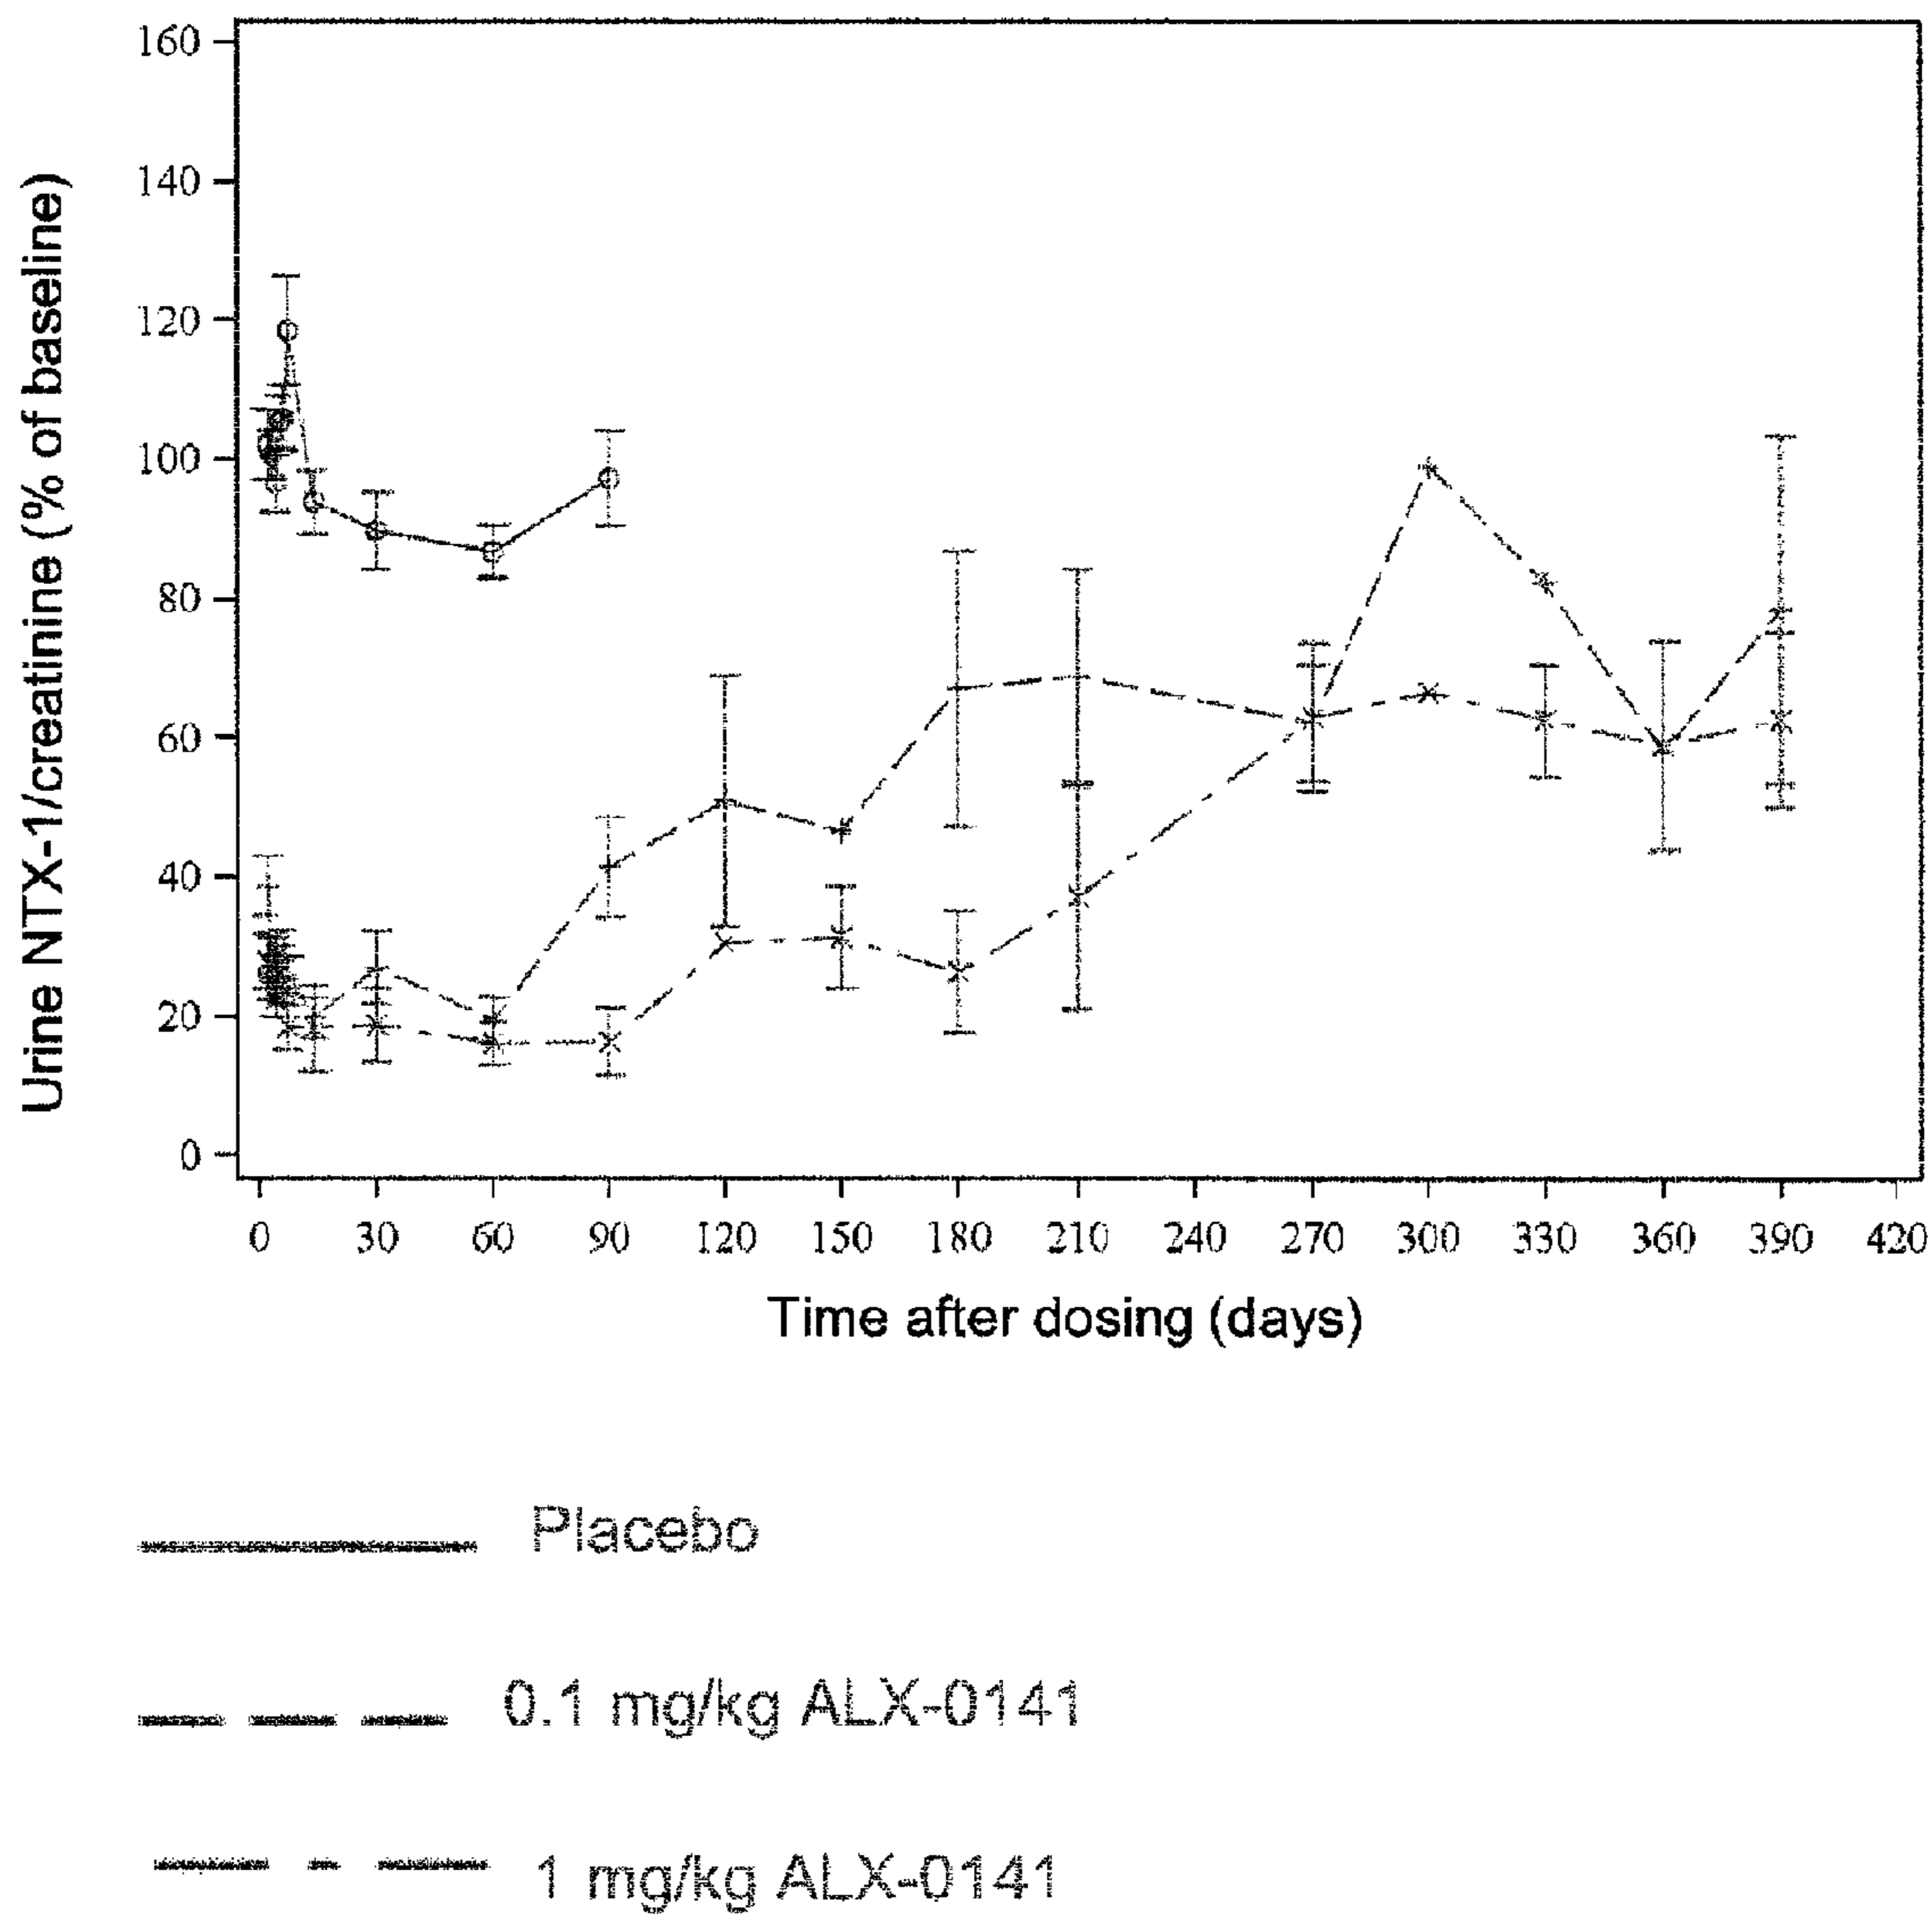 Urine NTX-1/creatinine (% of baseline)
160
140
120
100
80
60
40
20
0
0 30 60 90 120 150 180 210 240 270 300 330 360 390 420
Time after dosing (days)
Placebo
0.1 mg/kg ALX-0141
1 mg/kg ALX-0141